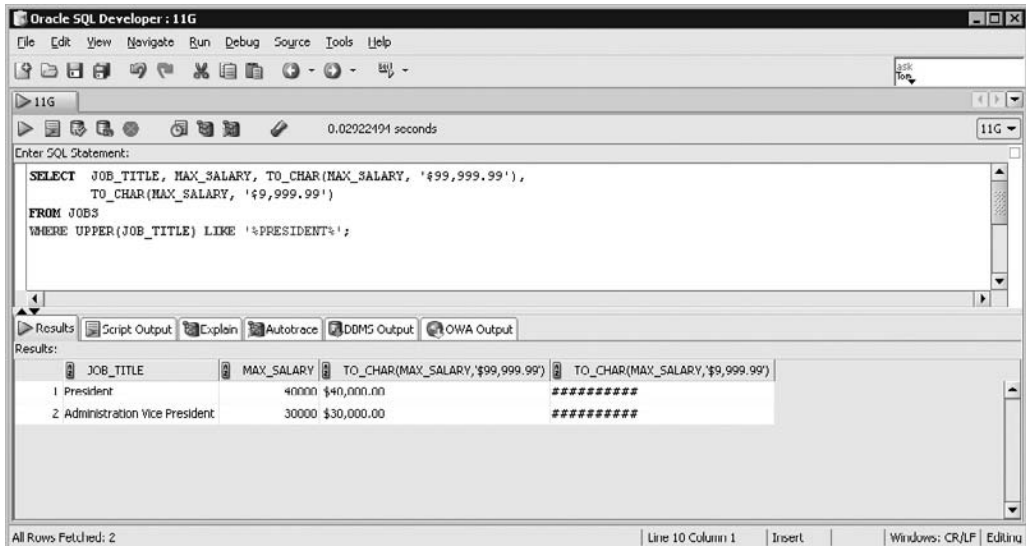 Oracle SQL Developer : 11G
File Edit View Navigate Run Debug Source Tools Help
ask
Tom
11G
0.02922494 seconds
11G
Enter SQL Statement:
SELECT JOB_TITLE, MAX_SALARY, TO_CHAR(MAX_SALARY, '$99,999.99'),
TO_CHAR(MAX_SALARY, '$9,999.99')
FROM JOBS
WHERE UPPER(JOB_TITLE) LIKE '%PRESIDENT%';
Results Script Output Explain Autotrace DBMS Output OWA Output
Results:
JOB_TITLE MAX_SALARY TO_CHAR(MAX_SALARY,'$99,999.99') TO_CHAR(MAX_SALARY,'$9,999.99')
1 President 40000 $40,000.00 ##########
2 Administration Vice President 30000 $30,000.00 ##########
All Rows Fetched: 2 Line 10 Column 1 Insert Windows: CR/LF Editing